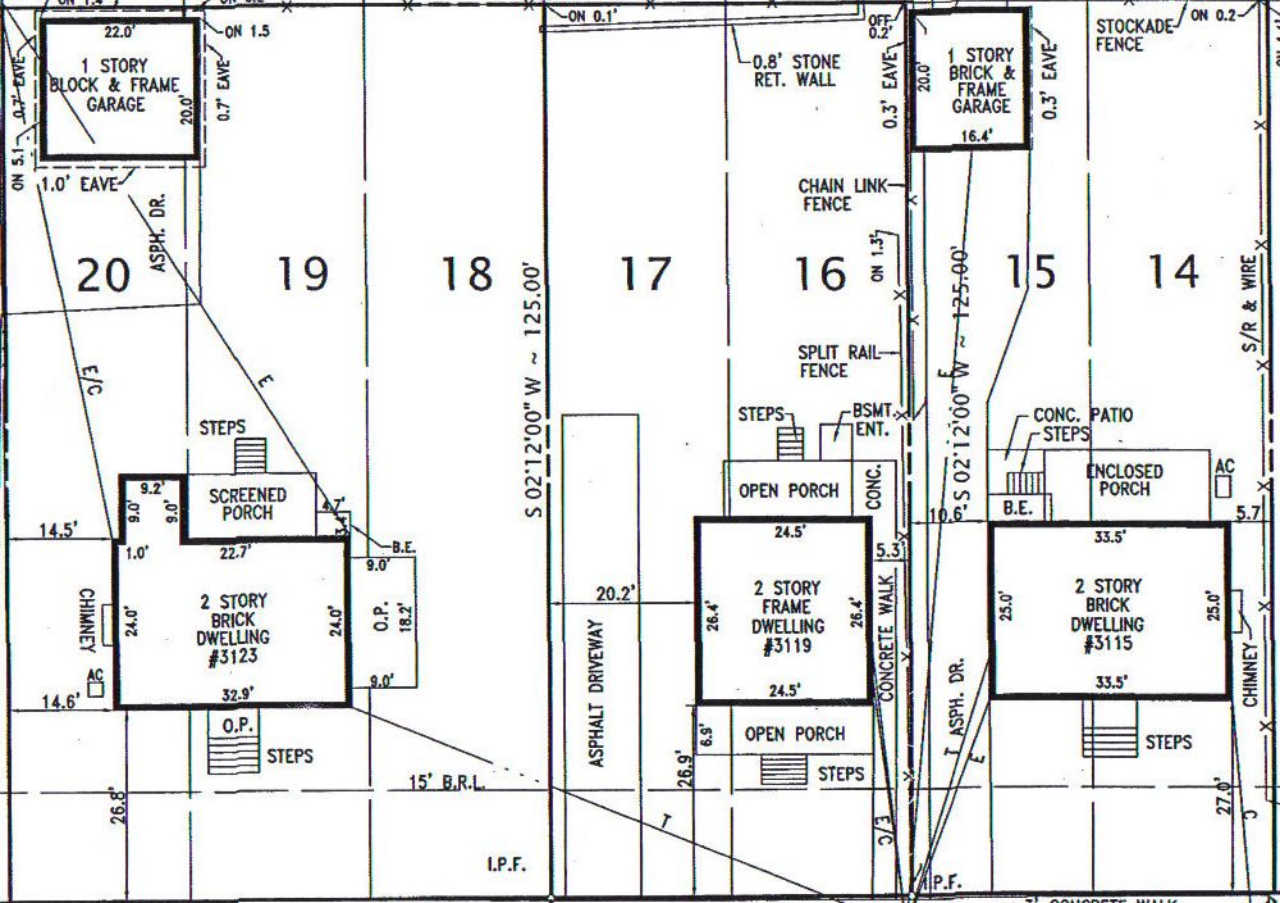 ON 1.4'
22.0'
ON 1.5
0.7' EAVE
1 STORY
BLOCK & FRAME
GARAGE
20.0'
0.7' EAVE
ON 5.1
1.0' EAVE
ASPH. DR.
ON 0.1'
0.8' STONE
RET. WALL
OFF
0.2'
0.3' EAVE
20.0'
1 STORY
BRICK &
FRAME
GARAGE
16.4'
0.3' EAVE
STOCKADE
FENCE
ON 0.2
CHAIN LINK
FENCE
ON 1.3'
20
19
18
17
16
15
14
S 02°12'00" W ~ 125.00'
S 02°12'00" W ~ 125.00'
S/R & WIRE
SPLIT RAIL
FENCE
E/C
E
E
STEPS
9.2'
9.0'
9.0'
SCREENED
PORCH
4.7'
3.4'
B.E.
14.5'
1.0'
22.7'
9.0'
CHIMNEY
24.0'
2 STORY
BRICK
DWELLING
#3123
24.0'
O.P.
18.2'
AC
14.6'
32.9'
9.0'
O.P.
STEPS
26.8'
15' B.R.L.
I.P.F.
T
STEPS
BSMT.
ENT.
OPEN PORCH
CONC.
24.5'
5.3'
20.2'
ASPHALT DRIVEWAY
26.4'
2 STORY
FRAME
DWELLING
#3119
26.4'
CONCRETE WALK
24.5'
6.9'
OPEN PORCH
26.9'
STEPS
E/C
CONC. PATIO
STEPS
ENCLOSED
PORCH
AC
B.E.
10.6'
33.5'
5.7
25.0'
2 STORY
BRICK
DWELLING
#3115
25.0'
33.5'
CHIMNEY
T
ASPH. DR.
E
STEPS
27.0'
C
I.P.F.
3' CONCRETE WALK